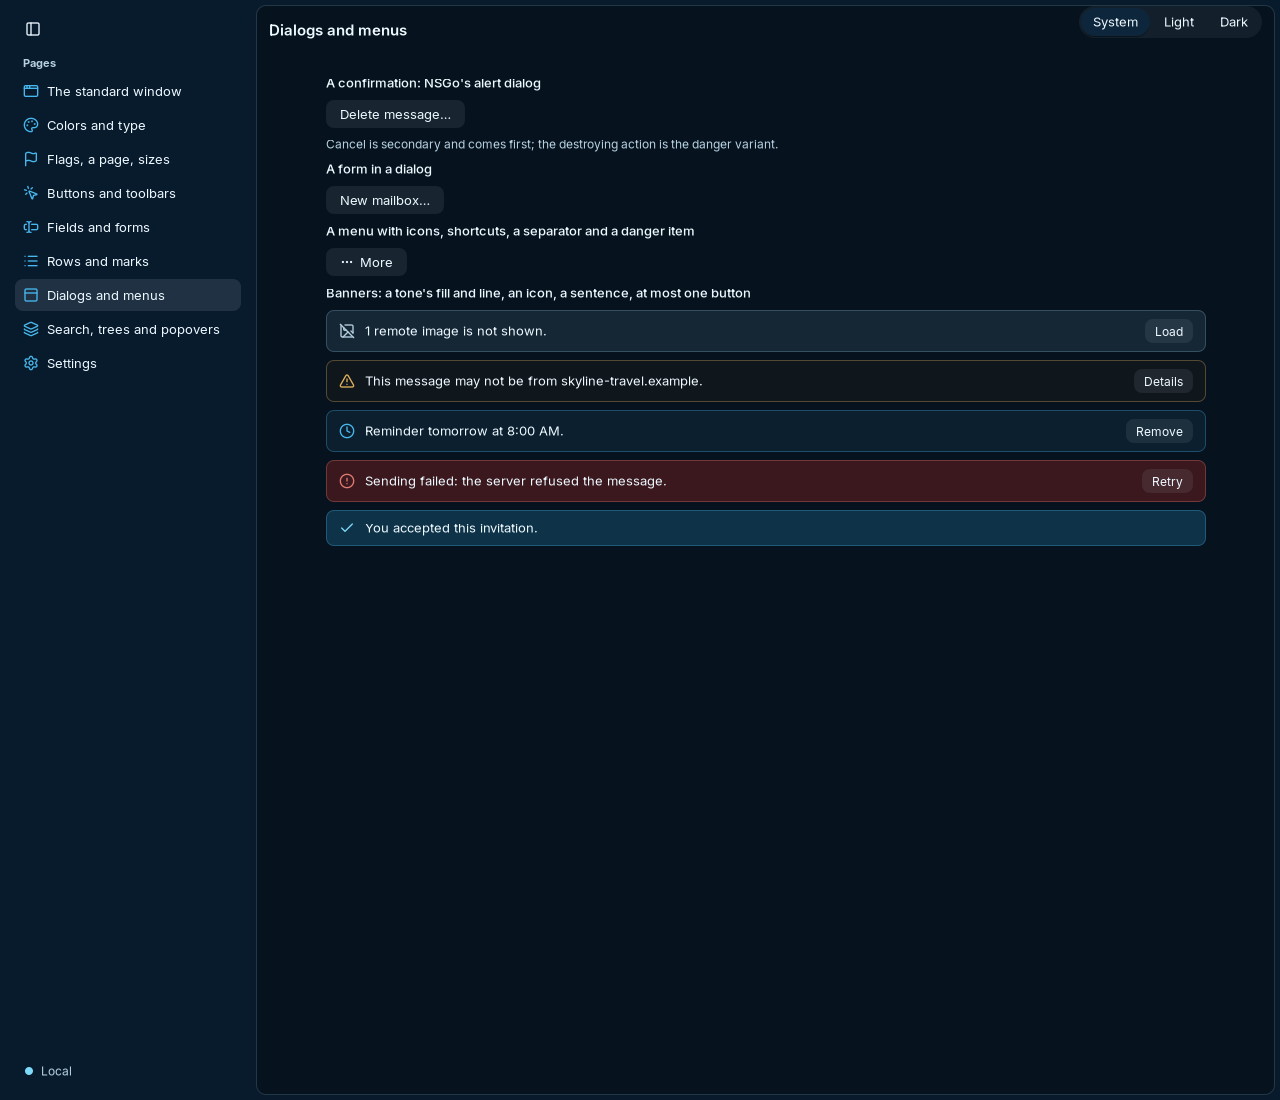 Pages
The standard window
Colors and type
Flags, a page, sizes
Buttons and toolbars
Fields and forms
Rows and marks
Dialogs and menus
Search, trees and popovers
Settings
Local
Dialogs and menus
System
Light
Dark
A confirmation: NSGo's alert dialog
Delete message…
Cancel is secondary and comes first; the destroying action is the danger variant.
A form in a dialog
New mailbox…
A menu with icons, shortcuts, a separator and a danger item
More
Banners: a tone's fill and line, an icon, a sentence, at most one button
1 remote image is not shown.
Load
This message may not be from skyline-travel.example.
Details
Reminder tomorrow at 8:00 AM.
Remove
Sending failed: the server refused the message.
Retry
You accepted this invitation.